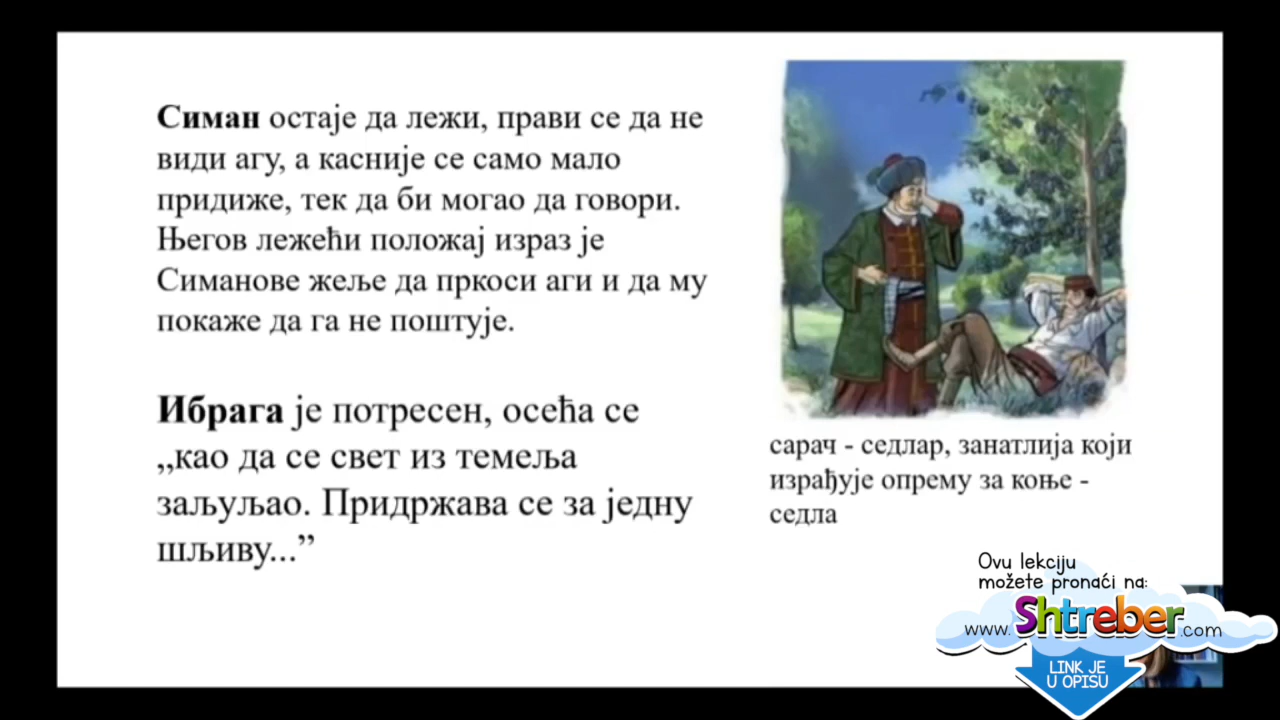 Симан остаје да лежи, прави се да не
види агу, а касније се само мало
придиже, тек да би могао да говори.
Његов лежећи положај израз је
Симанове жеље да пркоси аги и да му
покаже да га не поштује.
Ибрага је потресен, осећа се
„као да се свет из темеља
заљуљао. Придржава се за једну
шљиву...”
сарач - седлар, занатлија који
израђује опрему за коње -
седла
Ovu lekciju
možete pronaći na:
www.Shtreber.com
LINK JE
U OPISU